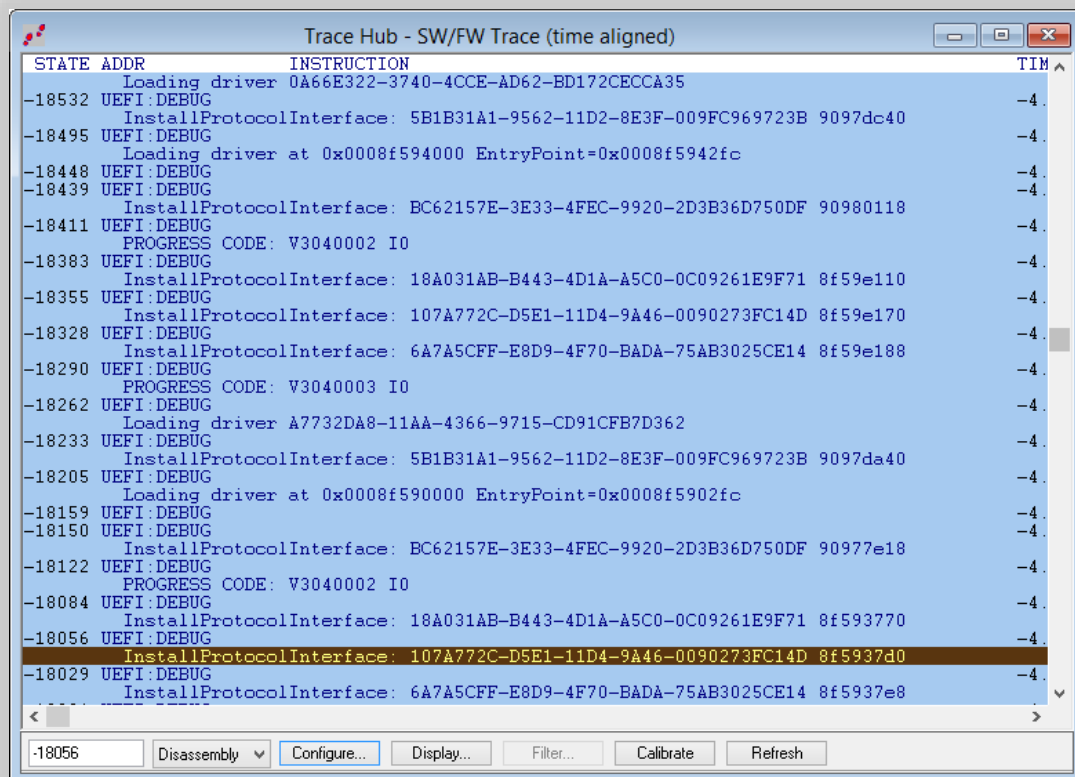 Trace Hub - SW/FW Trace (time aligned)
STATE ADDR INSTRUCTION TIM
Loading driver 0A66E322-3740-4CCE-AD62-BD172CECCA35
-18532 UEFI:DEBUG -4.
InstallProtocolInterface: 5B1B31A1-9562-11D2-8E3F-009FC969723B 9097dc40
-18495 UEFI:DEBUG -4.
Loading driver at 0x0008f594000 EntryPoint=0x0008f5942fc
-18448 UEFI:DEBUG -4.
-18439 UEFI:DEBUG -4.
InstallProtocolInterface: BC62157E-3E33-4FEC-9920-2D3B36D750DF 90980118
-18411 UEFI:DEBUG -4.
PROGRESS CODE: V3040002 I0
-18383 UEFI:DEBUG -4.
InstallProtocolInterface: 18A031AB-B443-4D1A-A5C0-0C09261E9F71 8f59e110
-18355 UEFI:DEBUG -4.
InstallProtocolInterface: 107A772C-D5E1-11D4-9A46-0090273FC14D 8f59e170
-18328 UEFI:DEBUG -4.
InstallProtocolInterface: 6A7A5CFF-E8D9-4F70-BADA-75AB3025CE14 8f59e188
-18290 UEFI:DEBUG -4.
PROGRESS CODE: V3040003 I0
-18262 UEFI:DEBUG -4.
Loading driver A7732DA8-11AA-4366-9715-CD91CFB7D362
-18233 UEFI:DEBUG -4.
InstallProtocolInterface: 5B1B31A1-9562-11D2-8E3F-009FC969723B 9097da40
-18205 UEFI:DEBUG -4.
Loading driver at 0x0008f590000 EntryPoint=0x0008f5902fc
-18159 UEFI:DEBUG -4.
-18150 UEFI:DEBUG -4.
InstallProtocolInterface: BC62157E-3E33-4FEC-9920-2D3B36D750DF 90977e18
-18122 UEFI:DEBUG -4.
PROGRESS CODE: V3040002 I0
-18084 UEFI:DEBUG -4.
InstallProtocolInterface: 18A031AB-B443-4D1A-A5C0-0C09261E9F71 8f593770
-18056 UEFI:DEBUG -4.
InstallProtocolInterface: 107A772C-D5E1-11D4-9A46-0090273FC14D 8f5937d0
-18029 UEFI:DEBUG -4.
InstallProtocolInterface: 6A7A5CFF-E8D9-4F70-BADA-75AB3025CE14 8f5937e8
-18056 Disassembly Configure... Display... Filter... Calibrate Refresh